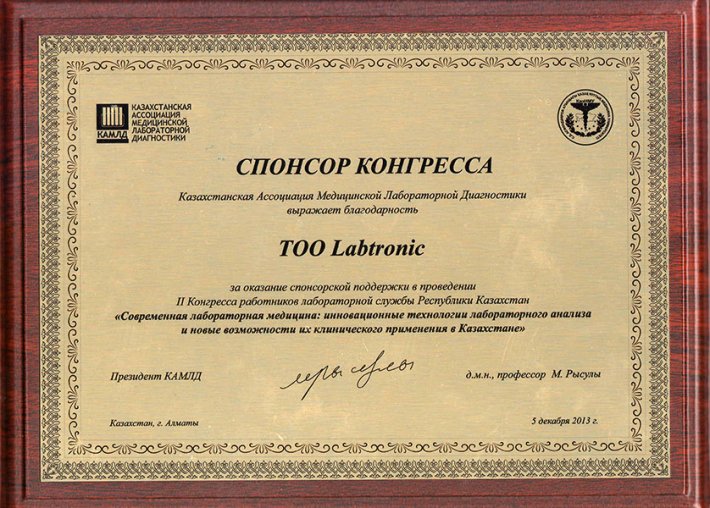 КАЗАХСТАНСКАЯ
АССОЦИАЦИЯ
МЕДИЦИНСКОЙ
ЛАБОРАТОРНОЙ
ДИАГНОСТИКИ
КАМЛД
СПОНСОР КОНГРЕССА
Казахстанская Ассоциация Медицинской Лабораторной Диагностики
выражает благодарность
ТОО Labtronic
за оказание спонсорской поддержки в проведении
II Конгресса работников лабораторной службы Республики Казахстан
«Современная лабораторная медицина: инновационные технологии лабораторного анализа
и новые возможности их клинического применения в Казахстане»
Президент КАМЛД
д.м.н., профессор М. Рысулы
Казахстан, г. Алматы
5 декабря 2013 г.